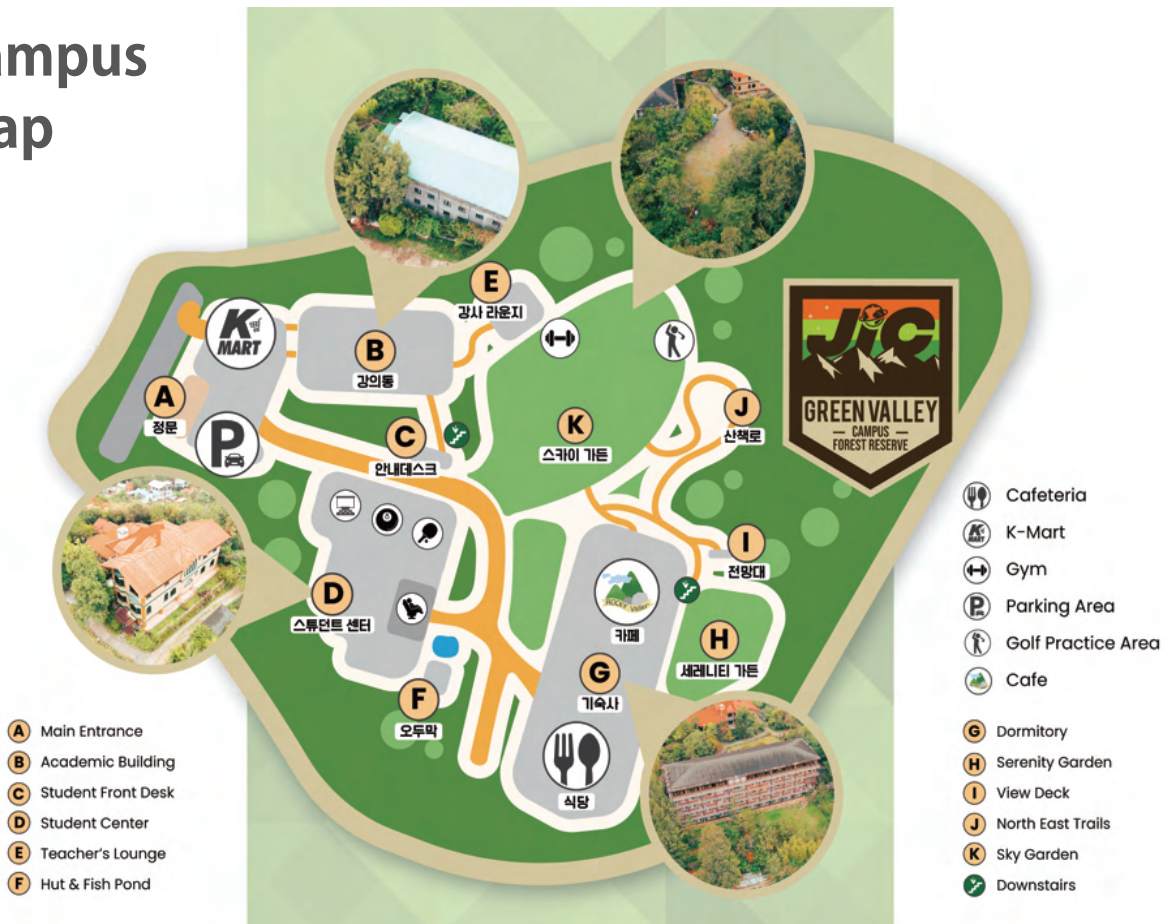 ampus
ap
E
강사 라운지
K
MART
B
강의동
A
정문
P
C
안내데스크
K
스카이 가든
J
산책로
JiC
GREEN VALLEY
— CAMPUS —
FOREST RESERVE
8
D
스튜던트 센터
I
전망대
카페
H
세레니티 가든
G
기숙사
F
오두막
식당
Cafeteria
K-Mart
Gym
Parking Area
Golf Practice Area
Cafe
A Main Entrance
B Academic Building
C Student Front Desk
D Student Center
E Teacher's Lounge
F Hut & Fish Pond
G Dormitory
H Serenity Garden
I View Deck
J North East Trails
K Sky Garden
Downstairs